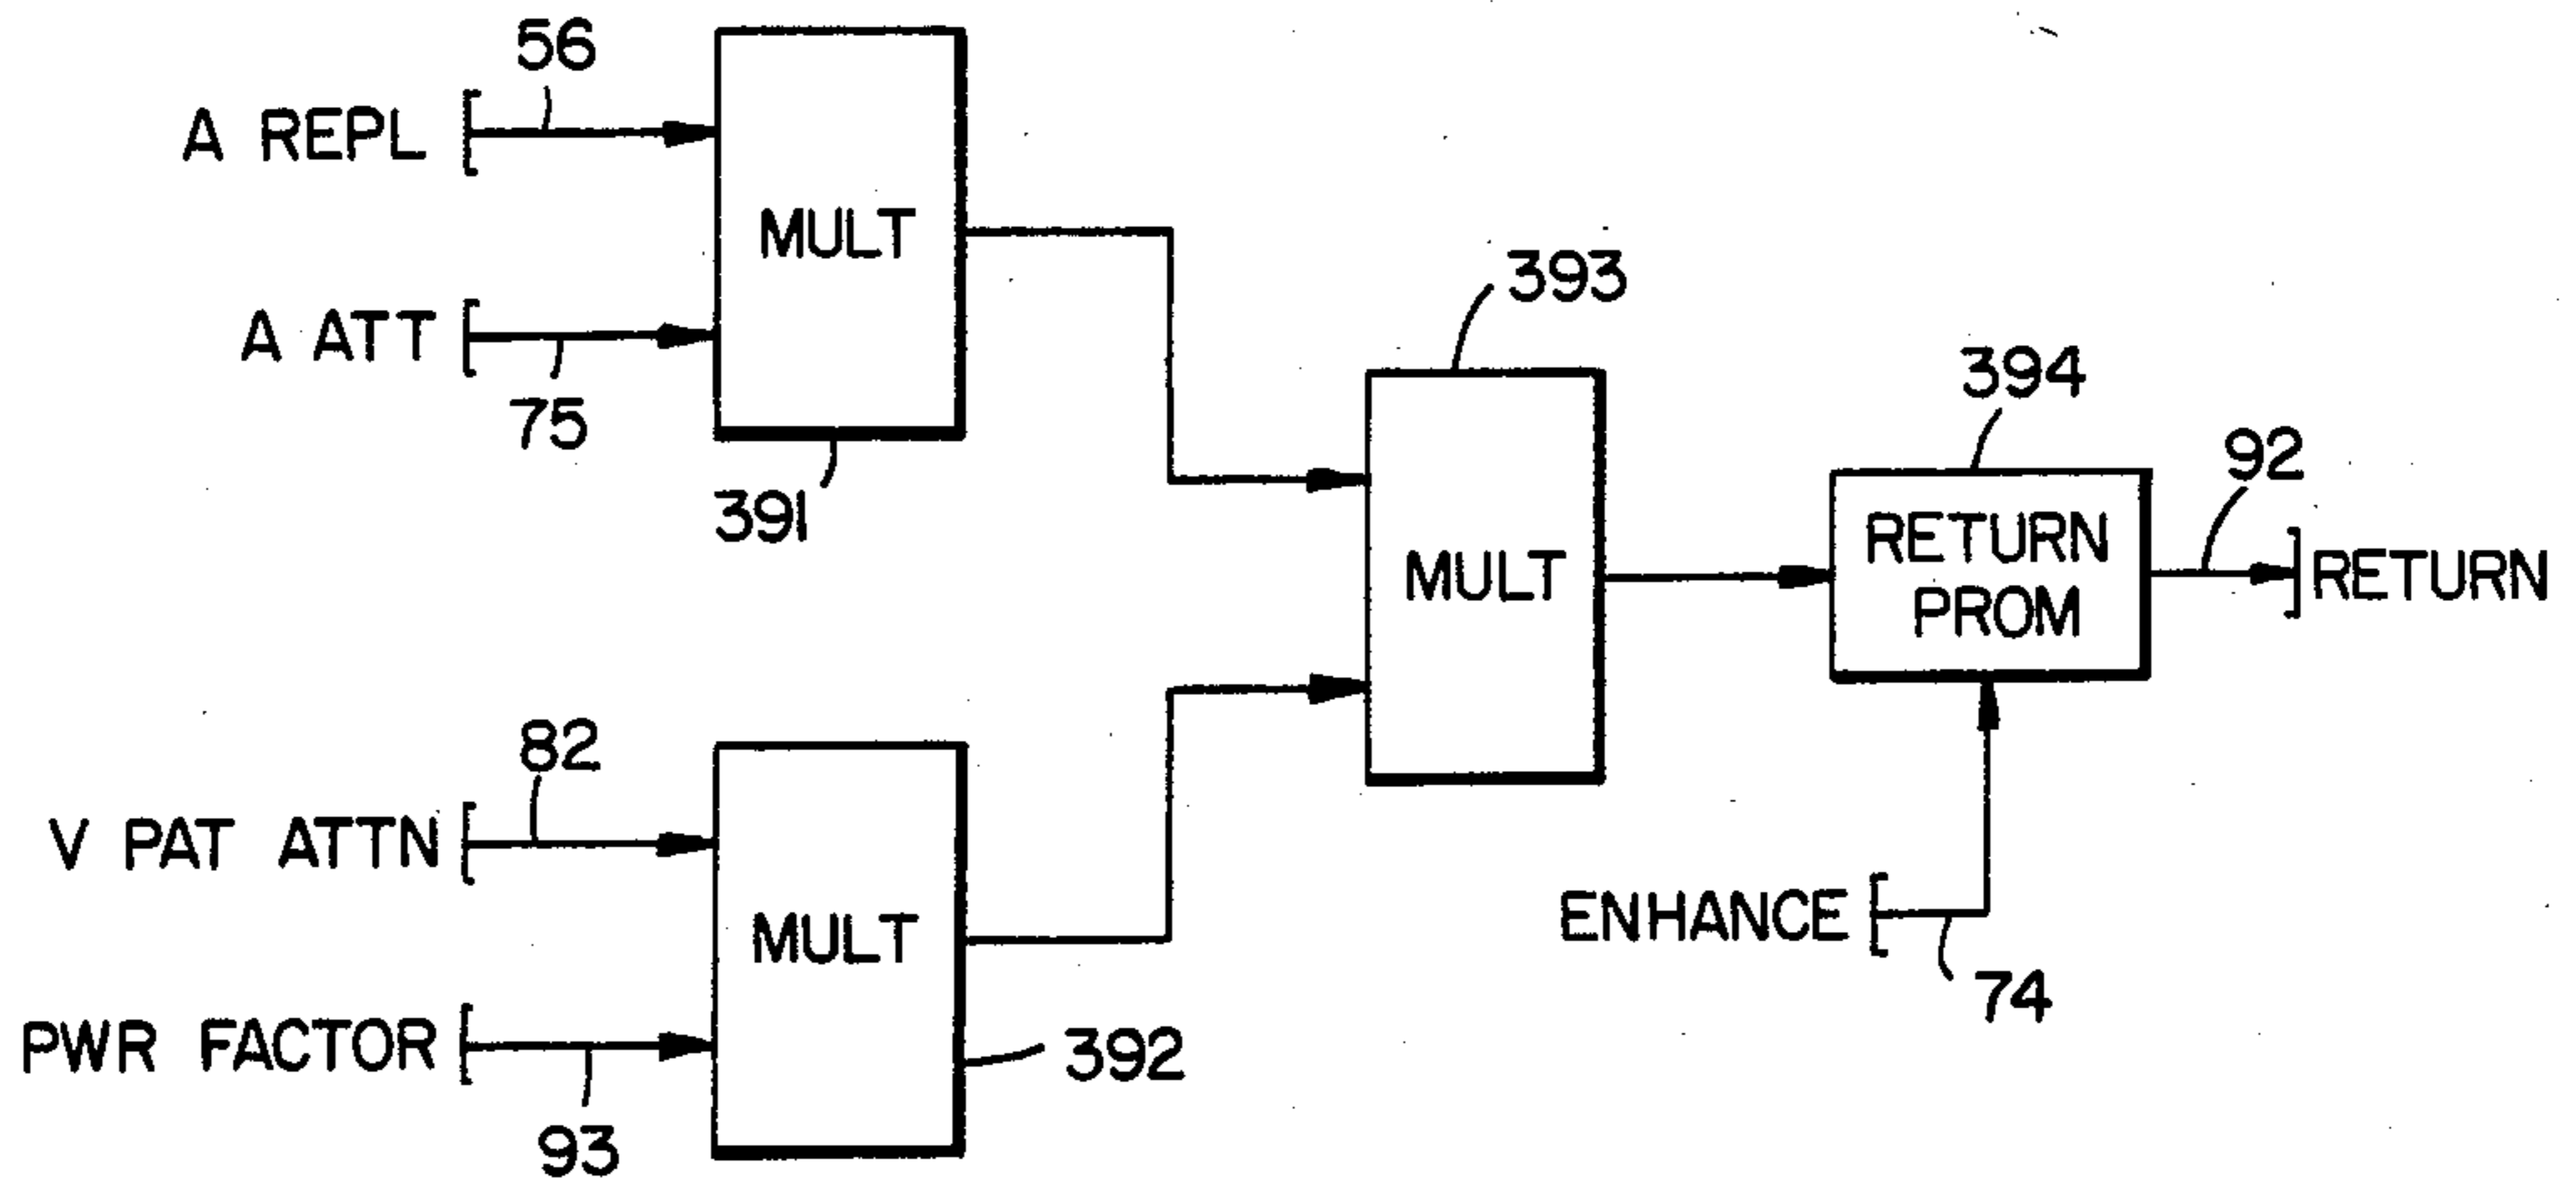 56
A REPL
MULT
A ATT
75
391
393
394
92
MULT
RETURN
PROM
RETURN
82
V PAT ATTN
MULT
ENHANCE
74
PWR FACTOR
392
93